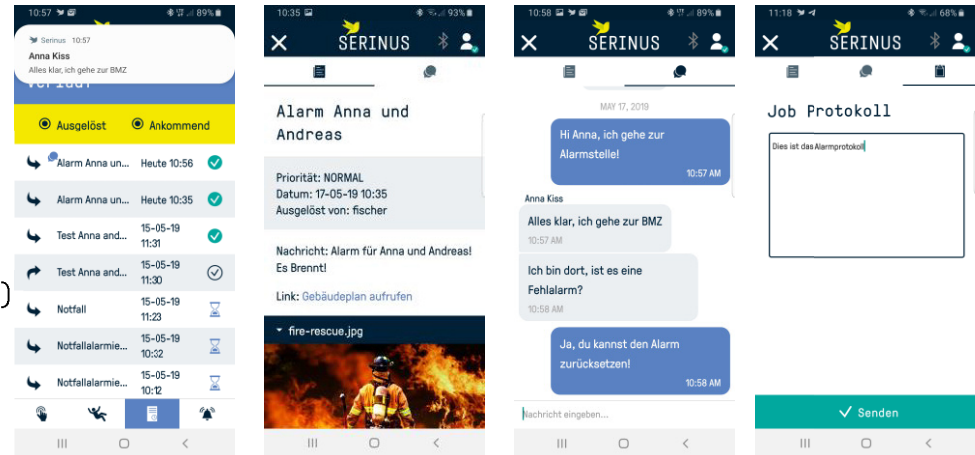 10:57
89%
Serinus 10:57
Anna Kiss
Alles klar, ich gehe zur BMZ
Verlauf
Ausgelöst
Ankommend
Alarm Anna un... Heute 10:56
Alarm Anna un... Heute 10:35
Test Anna and... 15-05-19
11:31
Test Anna and... 15-05-19
11:30
Notfall 15-05-19
11:23
Notfallalarmie... 15-05-19
10:32
Notfallalarmie... 15-05-19
10:12
10:35
93%
SERINUS
Alarm Anna und
Andreas
Priorität: NORMAL
Datum: 17-05-19 10:35
Ausgelöst von: fischer
Nachricht: Alarm für Anna und Andreas!
Es Brennt!
Link: Gebäudeplan aufrufen
fire-rescue.jpg
10:58
89%
SERINUS
MAY 17, 2019
Hi Anna, ich gehe zur
Alarmstelle!
10:57 AM
Anna Kiss
Alles klar, ich gehe zur BMZ
10:57 AM
Ich bin dort, ist es eine
Fehlalarm?
10:58 AM
Ja, du kannst den Alarm
zurücksetzen!
10:58 AM
Nachricht eingeben...
11:18
68%
SERINUS
Job Protokoll
Dies ist das Alarmprotokoll
Senden